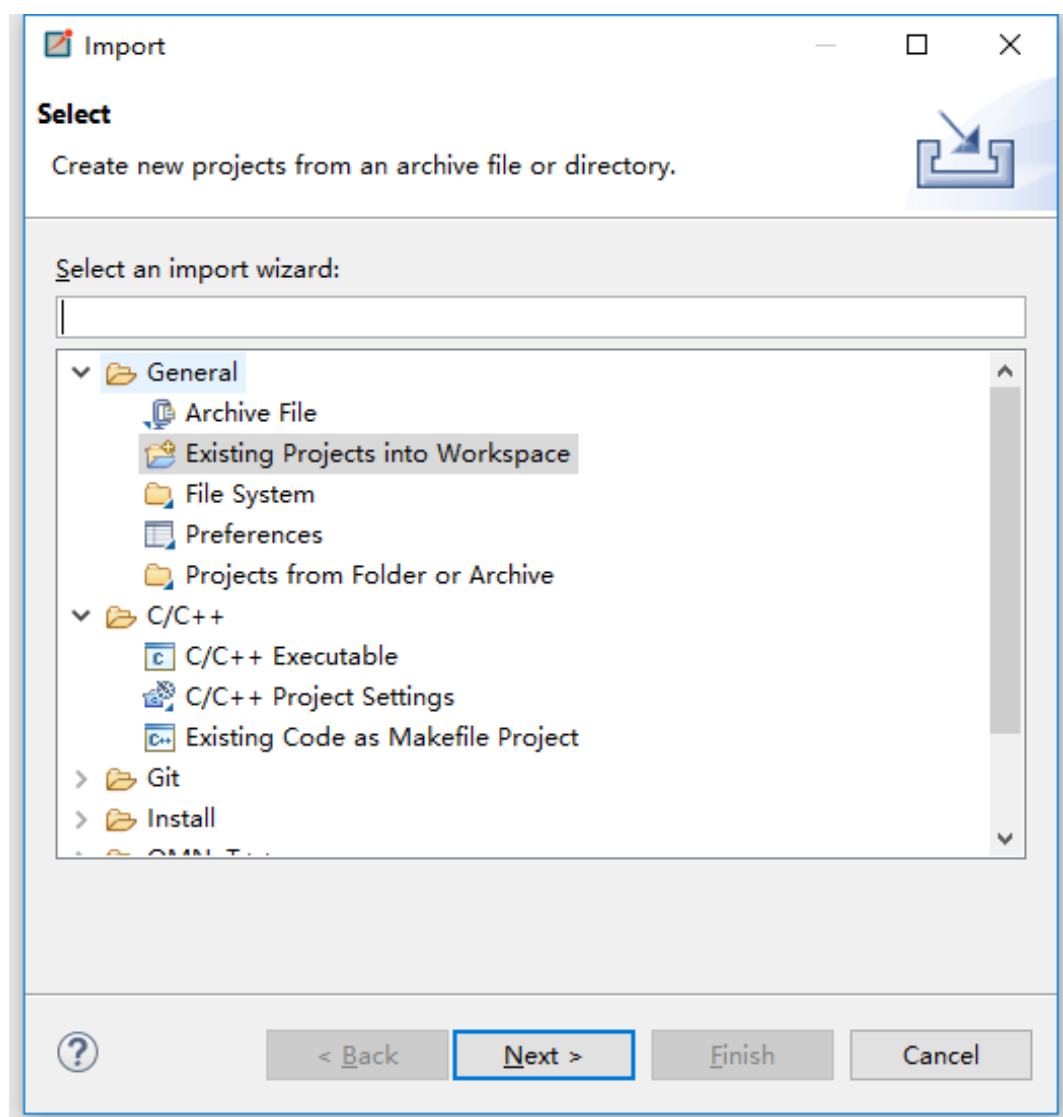 Import
Select
Create new projects from an archive file or directory.
Select an import wizard:
General
Archive File
Existing Projects into Workspace
File System
Preferences
Projects from Folder or Archive
C/C++
C/C++ Executable
C/C++ Project Settings
Existing Code as Makefile Project
Git
Install
< Back
Next >
Finish
Cancel